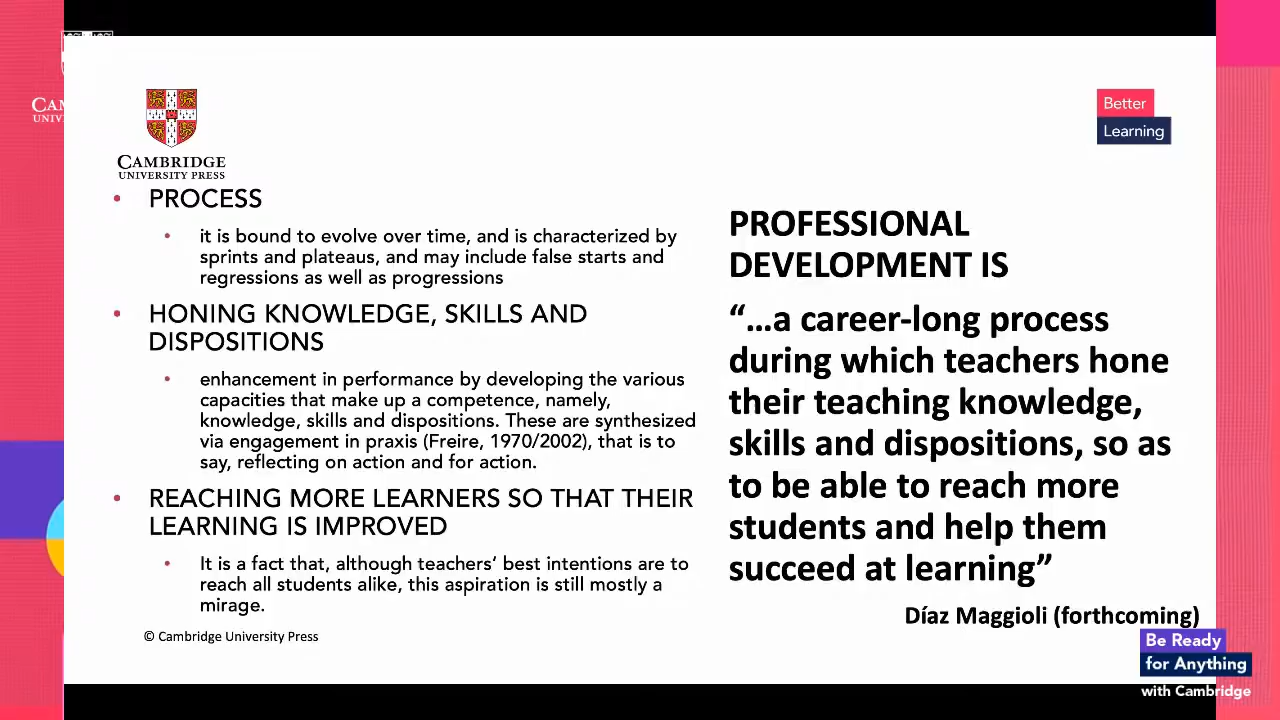 CAMBRIDGE
UNIVERSITY PRESS
Better
Learning
• PROCESS
• it is bound to evolve over time, and is characterized by
sprints and plateaus, and may include false starts and
regressions as well as progressions
• HONING KNOWLEDGE, SKILLS AND
DISPOSITIONS
• enhancement in performance by developing the various
capacities that make up a competence, namely,
knowledge, skills and dispositions. These are synthesized
via engagement in praxis (Freire, 1970/2002), that is to
say, reflecting on action and for action.
• REACHING MORE LEARNERS SO THAT THEIR
LEARNING IS IMPROVED
• It is a fact that, although teachers’ best intentions are to
reach all students alike, this aspiration is still mostly a
mirage.
© Cambridge University Press
PROFESSIONAL
DEVELOPMENT IS
“…a career-long process
during which teachers hone
their teaching knowledge,
skills and dispositions, so as
to be able to reach more
students and help them
succeed at learning”
Díaz Maggioli (forthcoming)
Be Ready
for Anything
with Cambridge